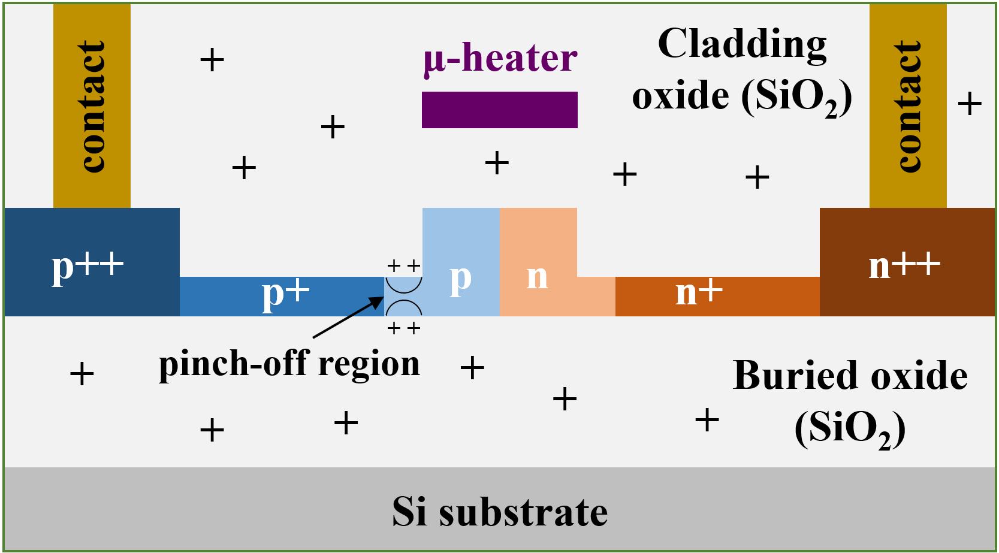 contact
μ-heater
Cladding
oxide (SiO₂)
contact
+
+
+
+
+
+
+
p++
p+
+ +
+ +
p
n
n+
n++
pinch-off region
+
+
+
+
+
+
Buried oxide
(SiO₂)
Si substrate